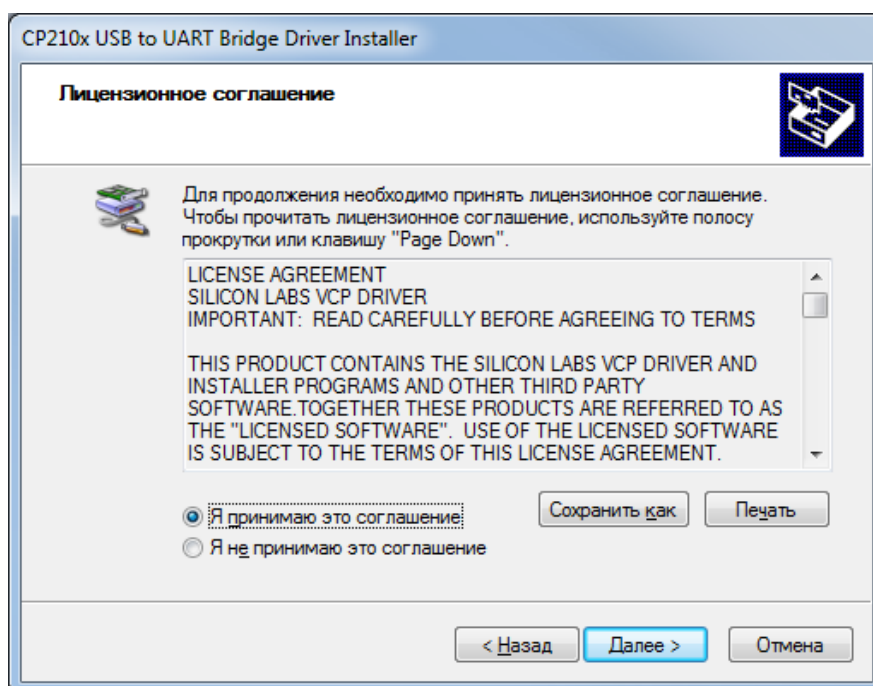 CP210x USB to UART Bridge Driver Installer
Лицензионное соглашение
Для продолжения необходимо принять лицензионное соглашение.
Чтобы прочитать лицензионное соглашение, используйте полосу
прокрутки или клавишу "Page Down".
LICENSE AGREEMENT
SILICON LABS VCP DRIVER
IMPORTANT:  READ CAREFULLY BEFORE AGREEING TO TERMS
THIS PRODUCT CONTAINS THE SILICON LABS VCP DRIVER AND
INSTALLER PROGRAMS AND OTHER THIRD PARTY
SOFTWARE.TOGETHER THESE PRODUCTS ARE REFERRED TO AS
THE "LICENSED SOFTWARE".  USE OF THE LICENSED SOFTWARE
IS SUBJECT TO THE TERMS OF THIS LICENSE AGREEMENT.
Я принимаю это соглашение
Сохранить как
Печать
Я не принимаю это соглашение
< Назад
Далее >
Отмена